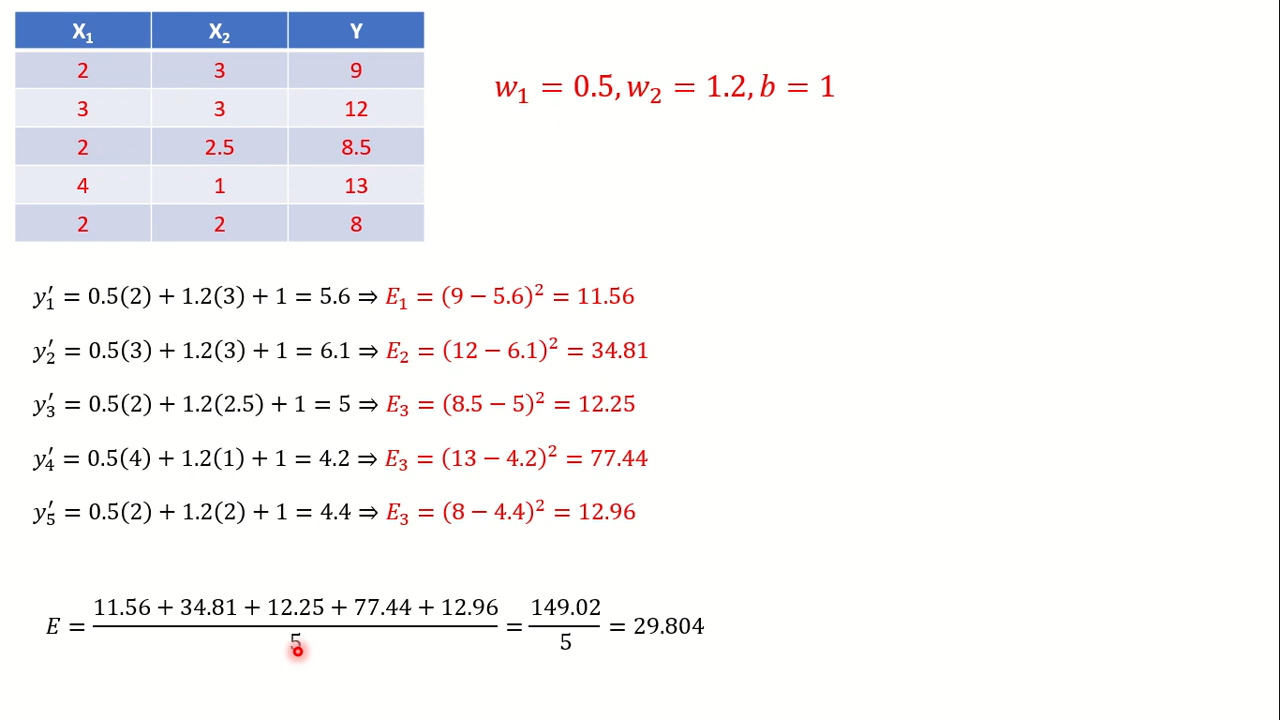 X₁ X₂ Y
2 3 9
3 3 12
2 2.5 8.5
4 1 13
2 2 8
w₁ = 0.5, w₂ = 1.2, b = 1
y₁′ = 0.5(2) + 1.2(3) + 1 = 5.6 ⇒ E₁ = (9 − 5.6)² = 11.56
y₂′ = 0.5(3) + 1.2(3) + 1 = 6.1 ⇒ E₂ = (12 − 6.1)² = 34.81
y₃′ = 0.5(2) + 1.2(2.5) + 1 = 5 ⇒ E₃ = (8.5 − 5)² = 12.25
y₄′ = 0.5(4) + 1.2(1) + 1 = 4.2 ⇒ E₃ = (13 − 4.2)² = 77.44
y₅′ = 0.5(2) + 1.2(2) + 1 = 4.4 ⇒ E₃ = (8 − 4.4)² = 12.96
11.56 + 34.81 + 12.25 + 77.44 + 12.96 149.02
E = = = 29.804
5 5